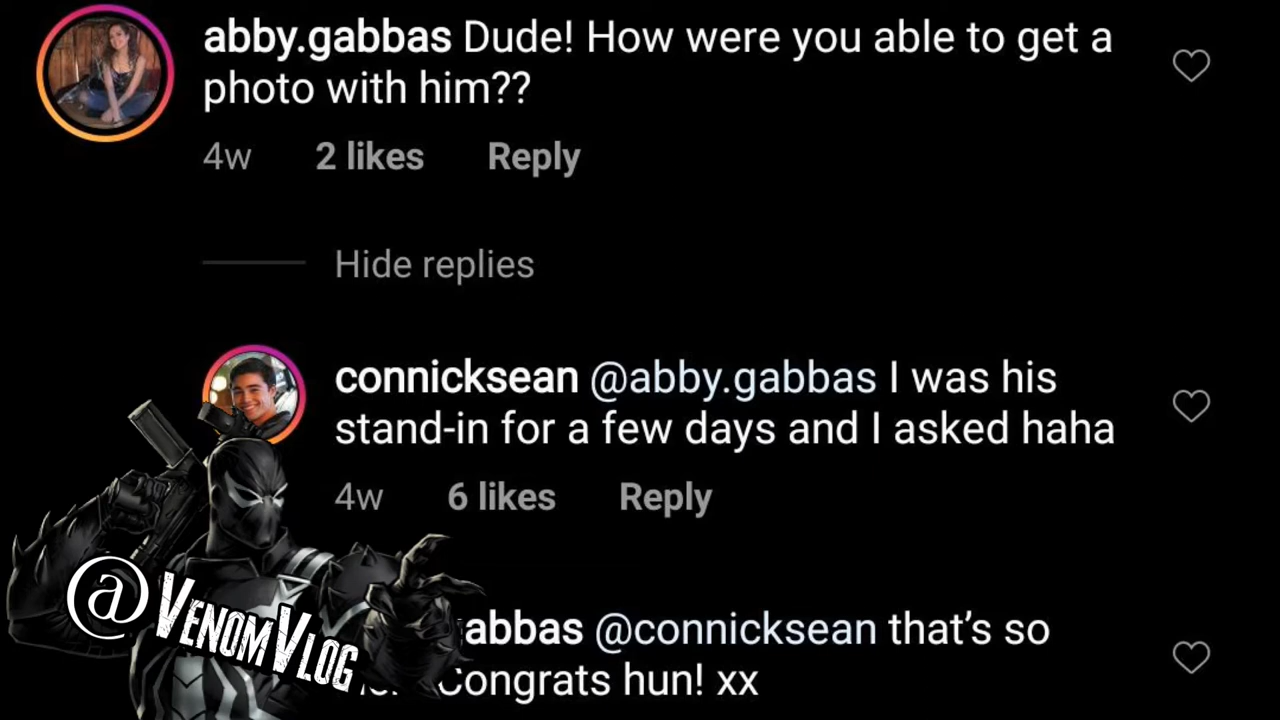 abby.gabbas Dude! How were you able to get a
photo with him??
4w 2 likes Reply
Hide replies
connicksean @abby.gabbas I was his
stand-in for a few days and I asked haha
4w 6 likes Reply
gabbas @connicksean that's so
Congrats hun! xx
@VenomVlog